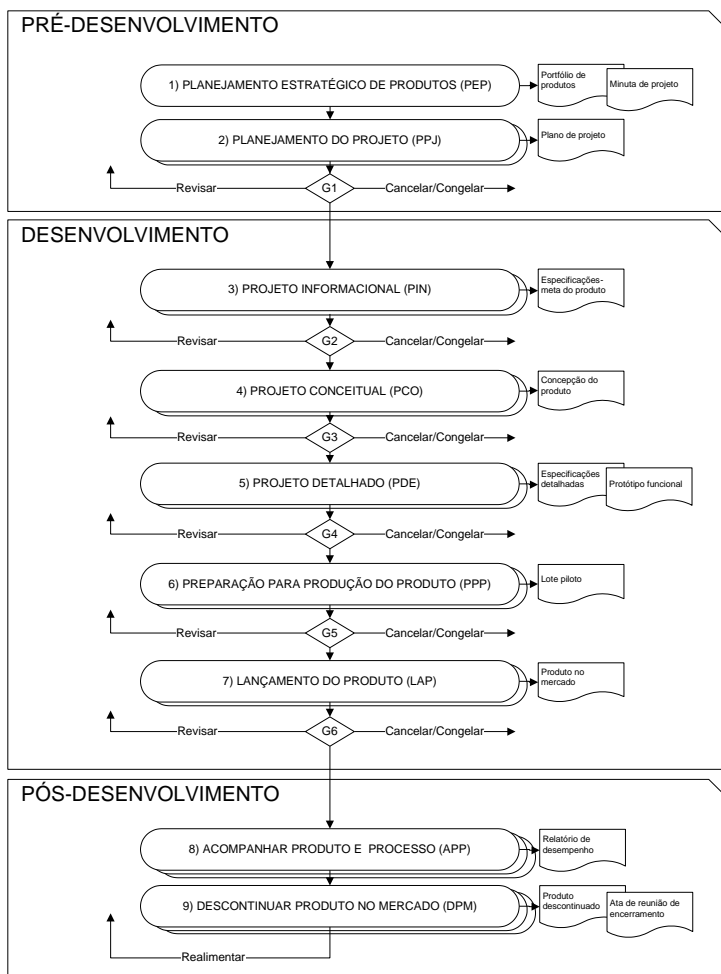 PRÉ-DESENVOLVIMENTO
1) PLANEJAMENTO ESTRATÉGICO DE PRODUTOS (PEP)
Portfólio de
produtos
Minuta de projeto
2) PLANEJAMENTO DO PROJETO (PPJ)
Plano de projeto
Revisar
G1
Cancelar/Congelar
DESENVOLVIMENTO
3) PROJETO INFORMACIONAL (PIN)
Especificações-
meta do produto
Revisar
G2
Cancelar/Congelar
4) PROJETO CONCEITUAL (PCO)
Concepção do
produto
Revisar
G3
Cancelar/Congelar
5) PROJETO DETALHADO (PDE)
Especificações
detalhadas
Protótipo funcional
Revisar
G4
Cancelar/Congelar
6) PREPARAÇÃO PARA PRODUÇÃO DO PRODUTO (PPP)
Lote piloto
Revisar
G5
Cancelar/Congelar
7) LANÇAMENTO DO PRODUTO (LAP)
Produto no
mercado
Revisar
G6
Cancelar/Congelar
PÓS-DESENVOLVIMENTO
8) ACOMPANHAR PRODUTO E PROCESSO (APP)
Relatório de
desempenho
9) DESCONTINUAR PRODUTO NO MERCADO (DPM)
Produto
descontinuado
Ata de reunião de
encerramento
Realimentar